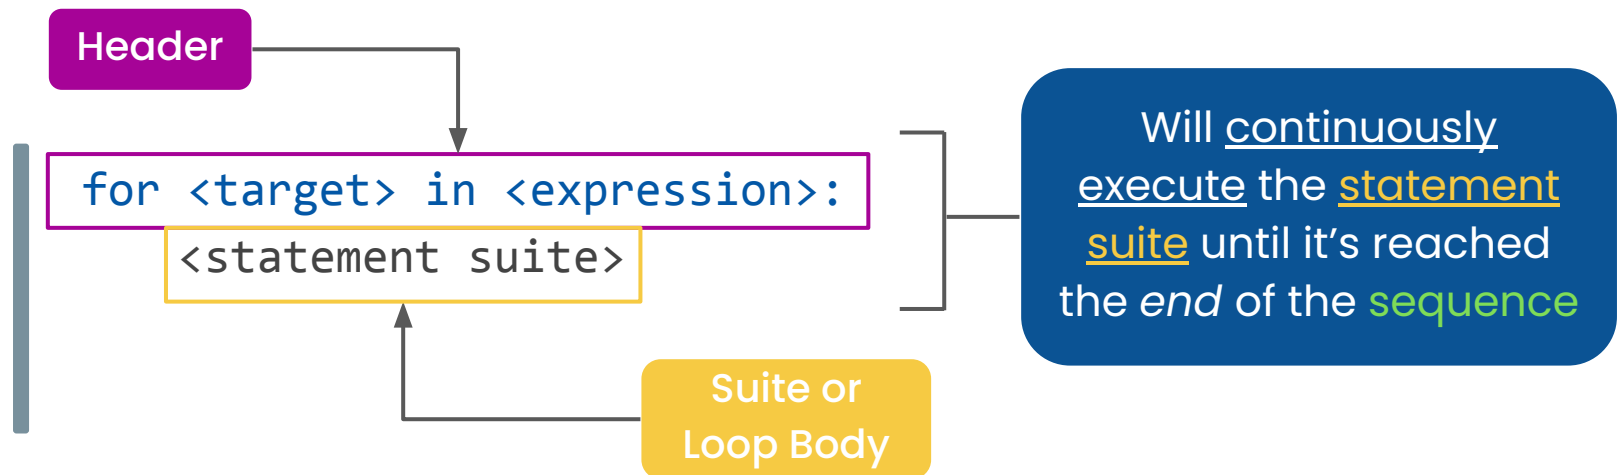 Header
for <target> in <expression>:
<statement suite>
Suite or
Loop Body
Will continuously
execute the statement
suite until it’s reached
the end of the sequence